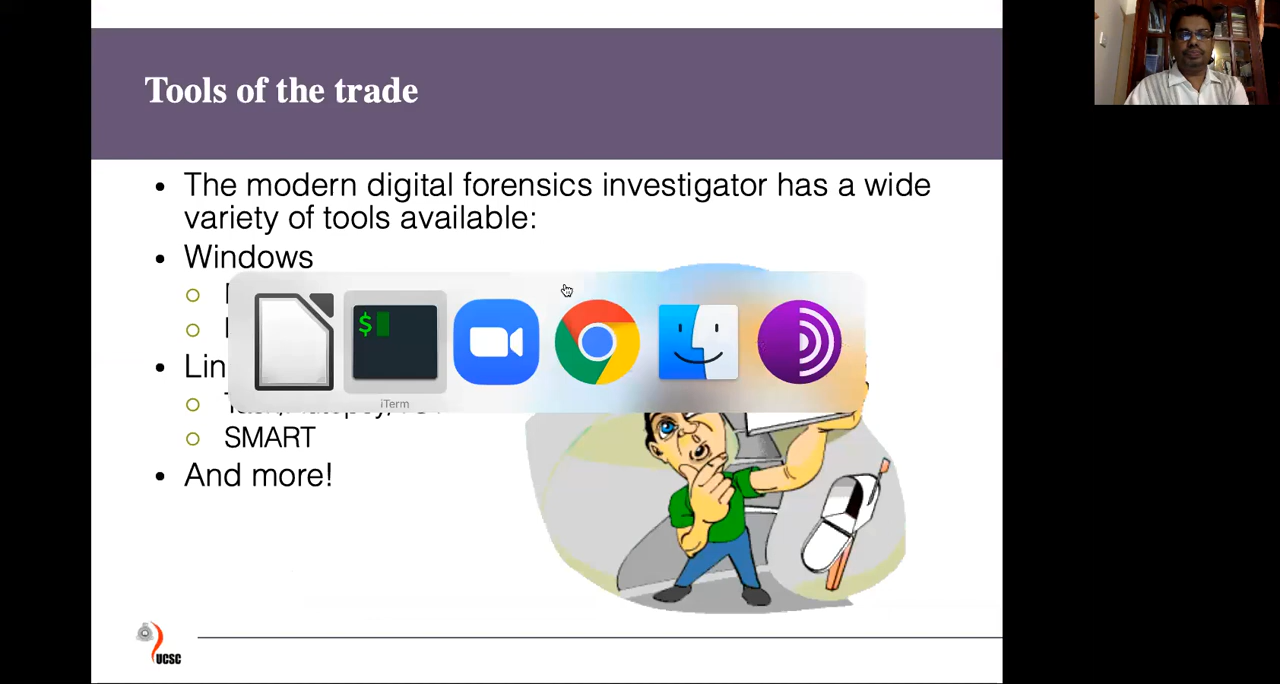 Tools of the trade
• The modern digital forensics investigator has a wide
variety of tools available:
• Windows
$
• Lin
iTerm
○ SMART
• And more!
UCSC